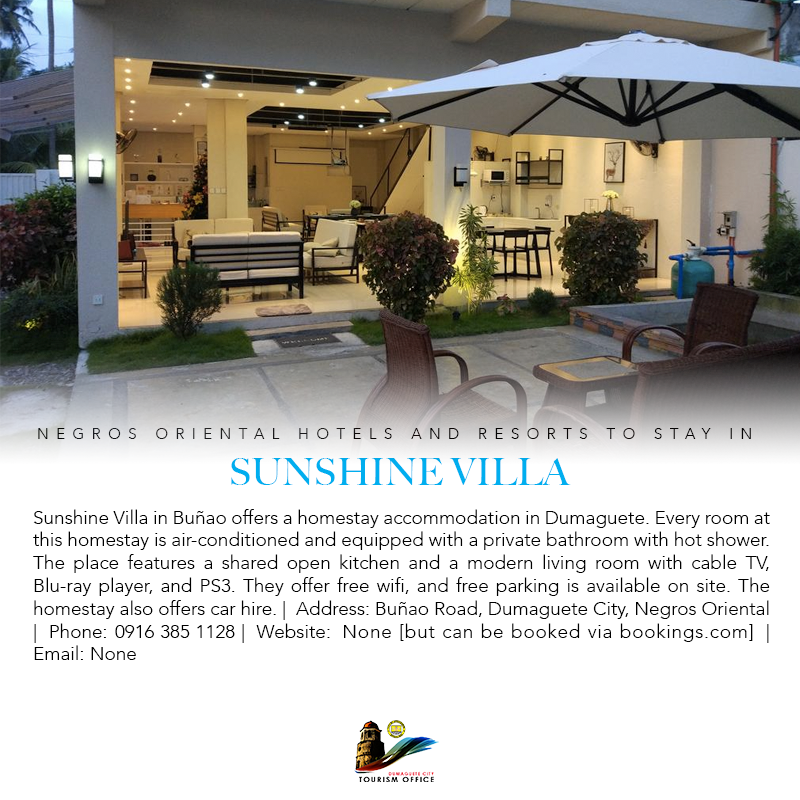 WELCOME
NEGROS ORIENTAL HOTELS AND RESORTS TO STAY IN
SUNSHINE VILLA
Sunshine Villa in Buñao offers a homestay accommodation in Dumaguete. Every room at
this homestay is air-conditioned and equipped with a private bathroom with hot shower.
The place features a shared open kitchen and a modern living room with cable TV,
Blu-ray player, and PS3. They offer free wifi, and free parking is available on site. The
homestay also offers car hire. | Address: Buñao Road, Dumaguete City, Negros Oriental
| Phone: 0916 385 1128 | Website: None [but can be booked via bookings.com] |
Email: None
DUMAGUETE CITY
TOURISM OFFICE